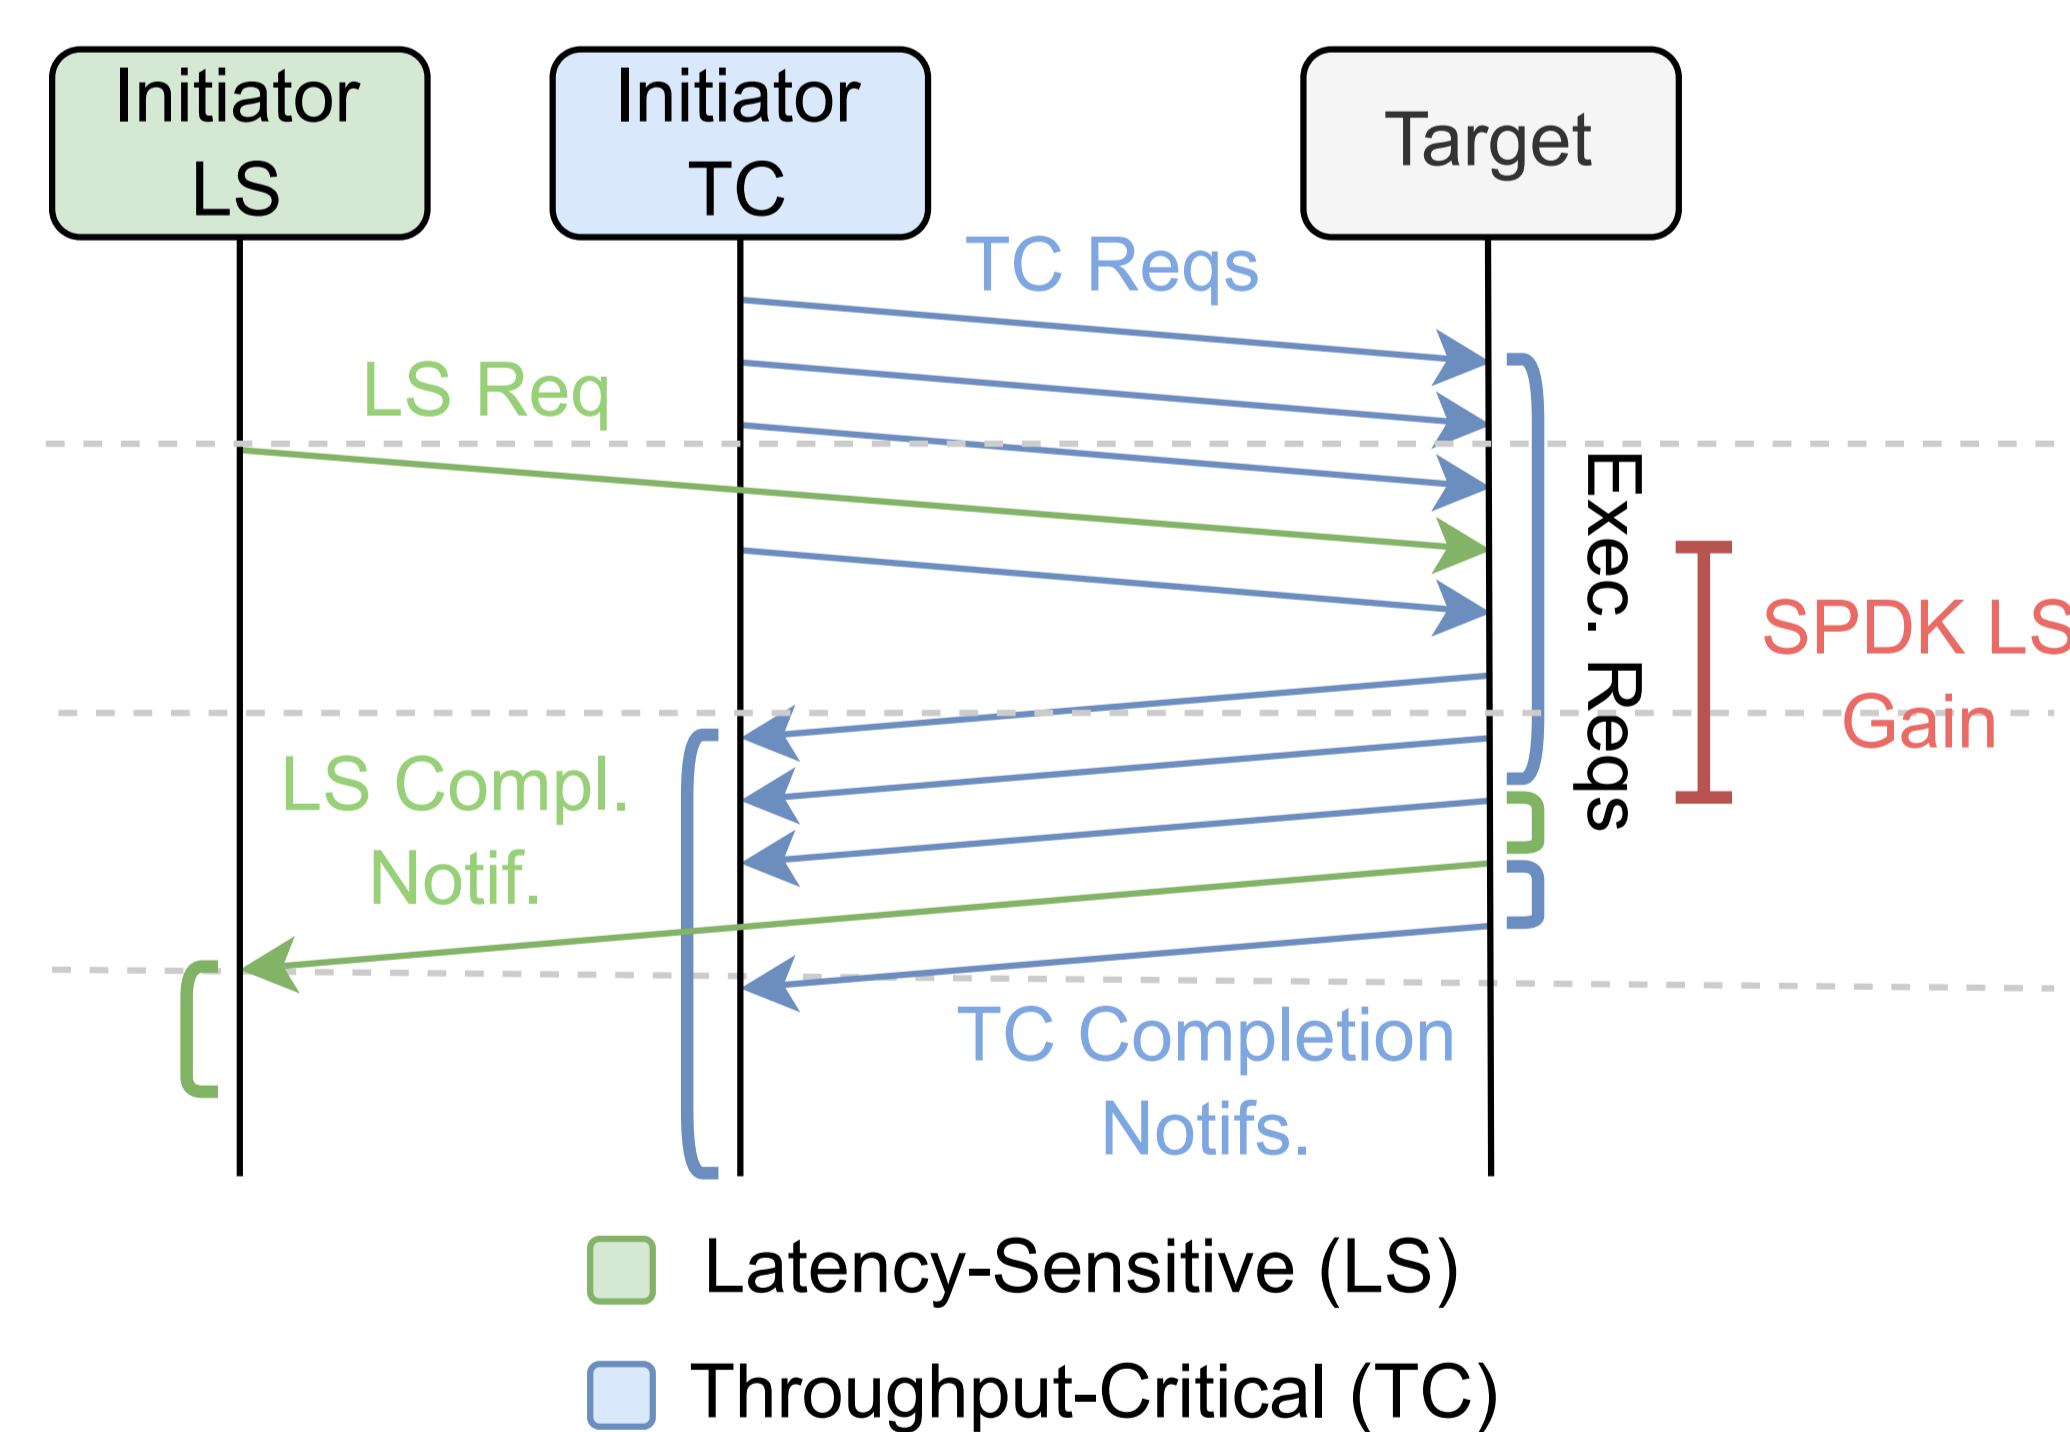 Initiator
LS
Initiator
TC
Target
TC Reqs
LS Req
Exec. Reqs
SPDK LS
Gain
LS Compl.
Notif.
TC Completion
Notifs.
Latency-Sensitive (LS)
Throughput-Critical (TC)